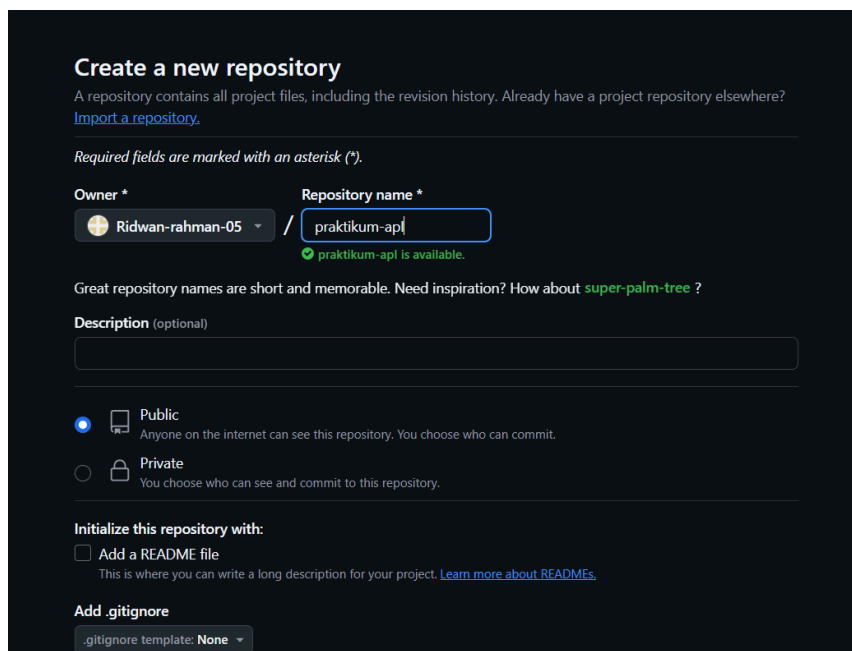 Create a new repository
A repository contains all project files, including the revision history. Already have a project repository elsewhere?
Import a repository.
Required fields are marked with an asterisk (*).
Owner *
Repository name *
Ridwan-rahman-05
/
praktikum-apl
praktikum-apl is available.
Great repository names are short and memorable. Need inspiration? How about super-palm-tree ?
Description (optional)
Public
Anyone on the internet can see this repository. You choose who can commit.
Private
You choose who can see and commit to this repository.
Initialize this repository with:
Add a README file
This is where you can write a long description for your project. Learn more about READMEs.
Add .gitignore
.gitignore template: None